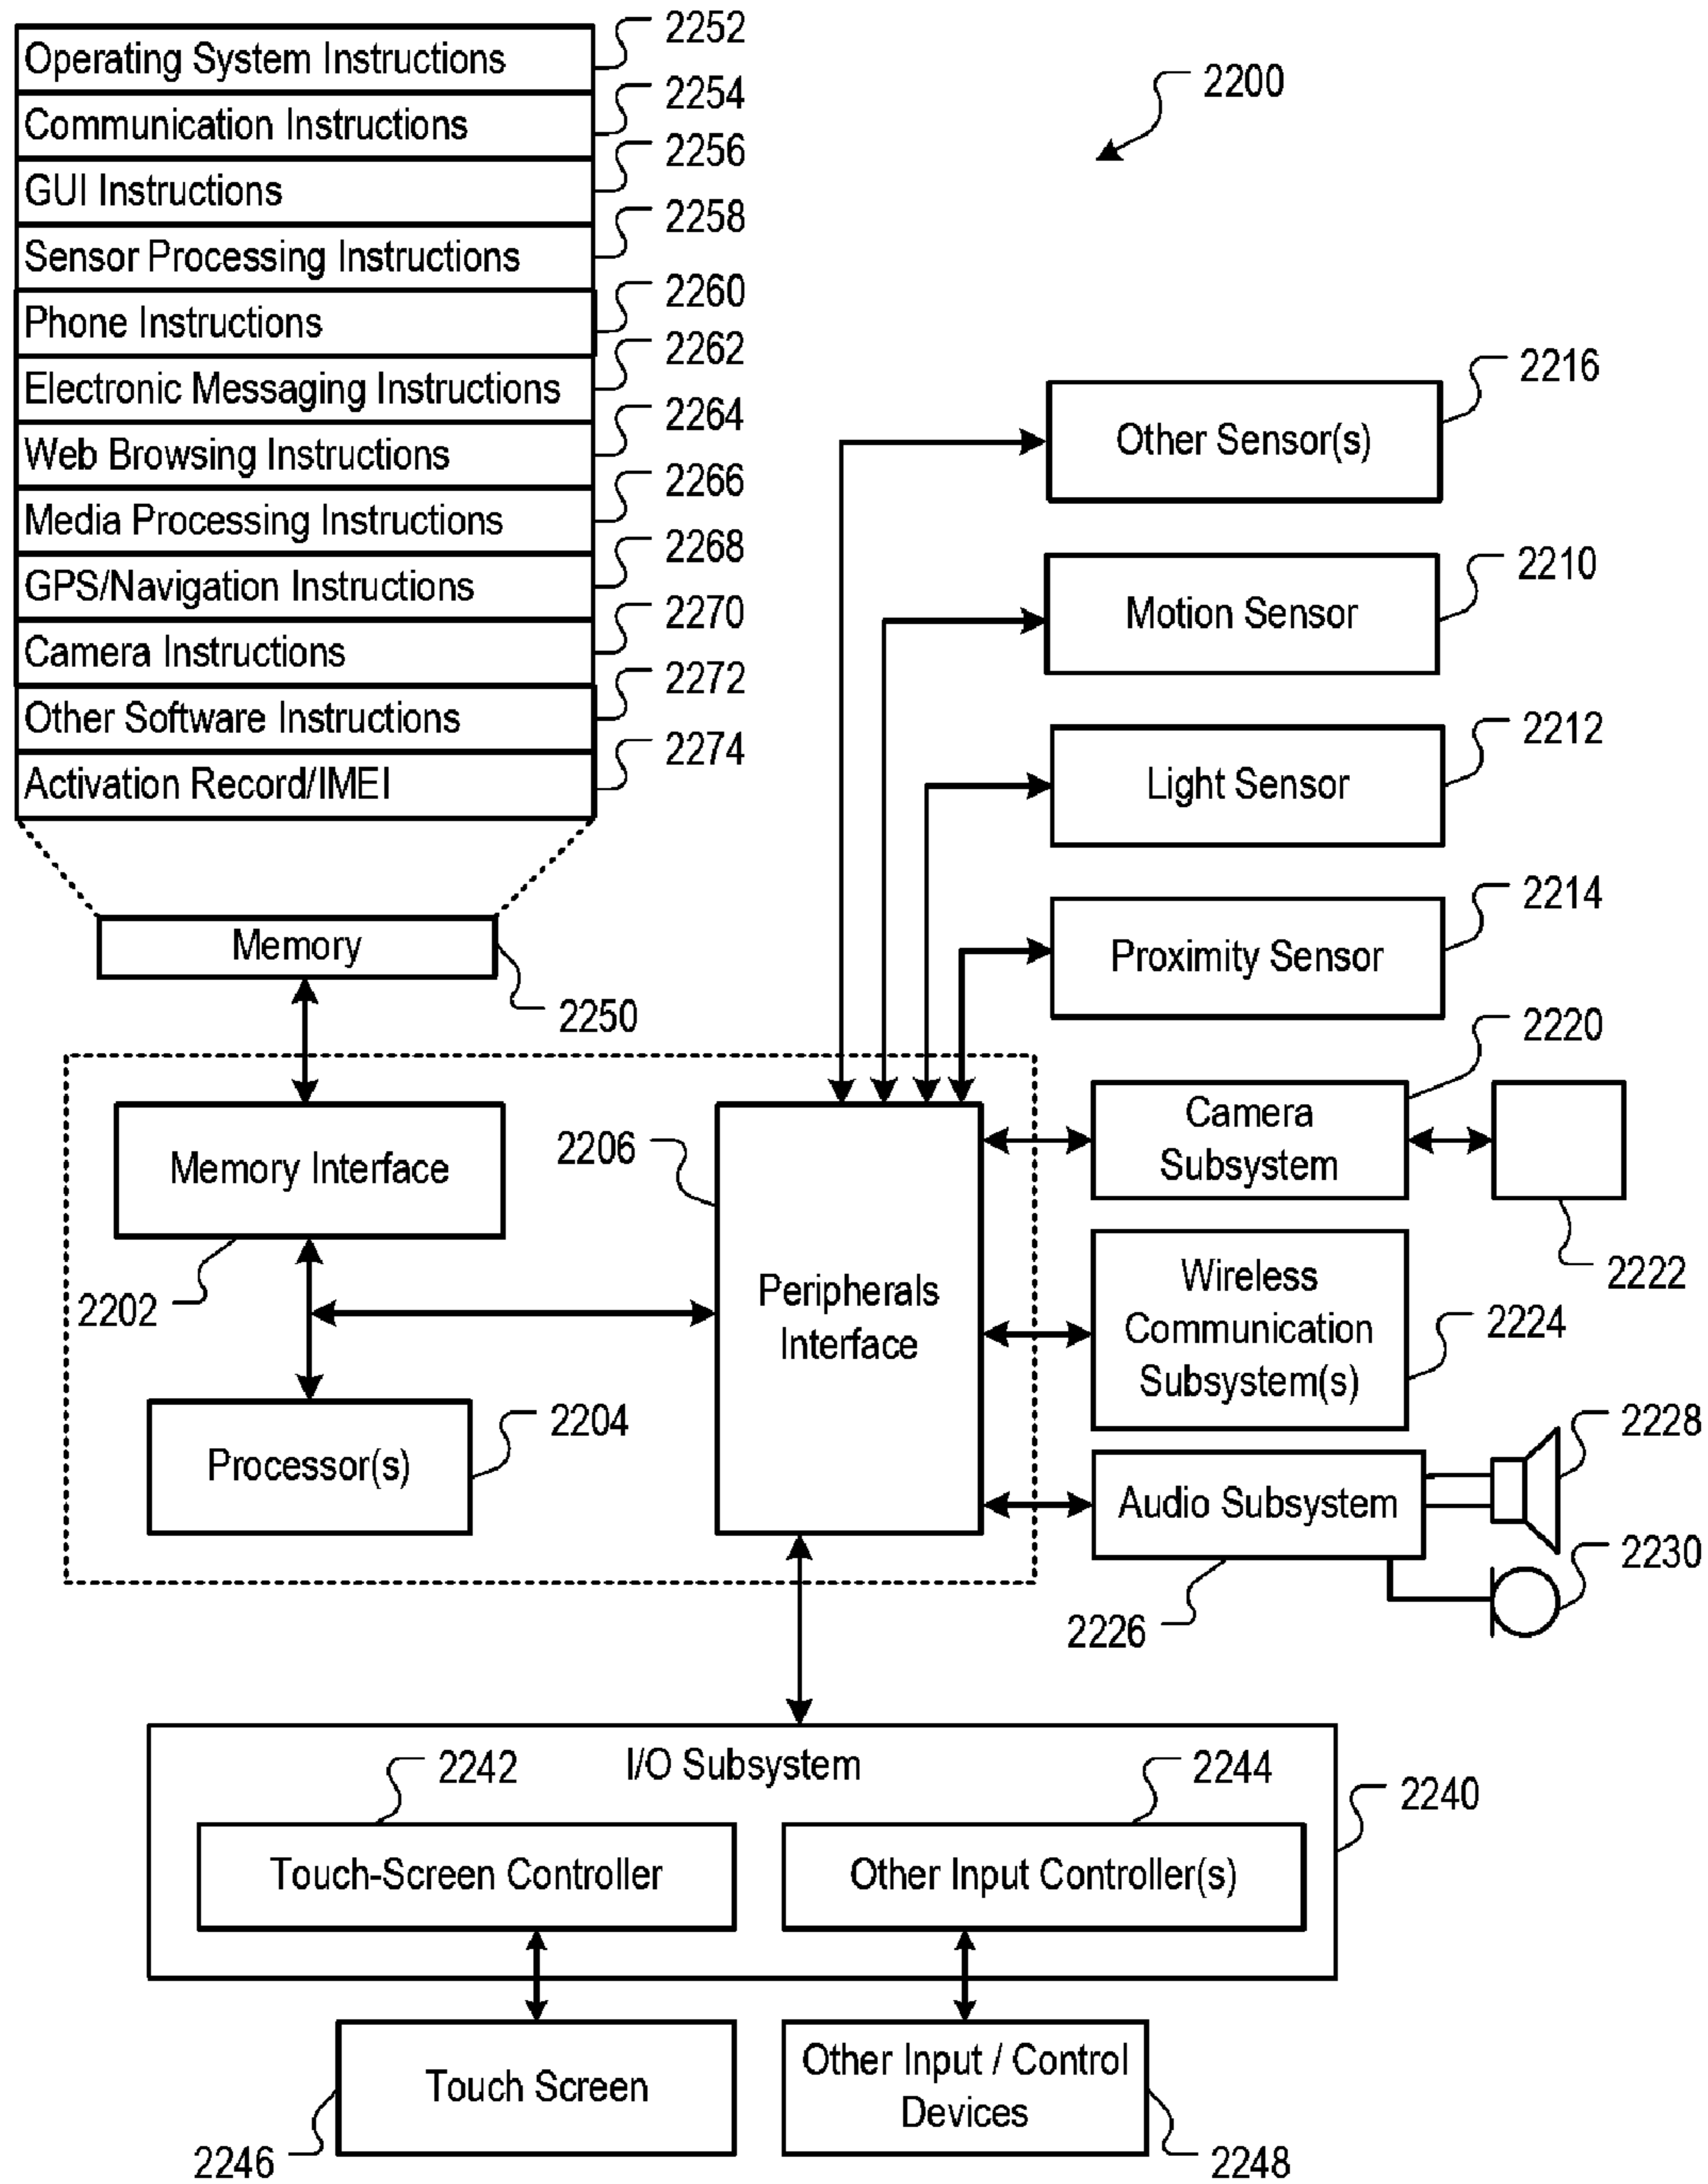 2252
Operating System Instructions
2254
Communication Instructions
2256
GUI Instructions
2258
Sensor Processing Instructions
2260
Phone Instructions
2262
Electronic Messaging Instructions
2264
Web Browsing Instructions
2266
Media Processing Instructions
2268
GPS/Navigation Instructions
2270
Camera Instructions
2272
Other Software Instructions
2274
Activation Record/IMEI
2200
Memory
2250
2216
Other Sensor(s)
2210
Motion Sensor
2212
Light Sensor
2214
Proximity Sensor
2220
Camera
Subsystem
2222
Memory Interface
2202
2206
Peripherals
Interface
Wireless
Communication
Subsystem(s)
2224
Processor(s)
2204
Audio Subsystem
2228
2230
2226
I/O Subsystem
2242
2244
2240
Touch-Screen Controller
Other Input Controller(s)
Touch Screen
Other Input / Control
Devices
2246
2248